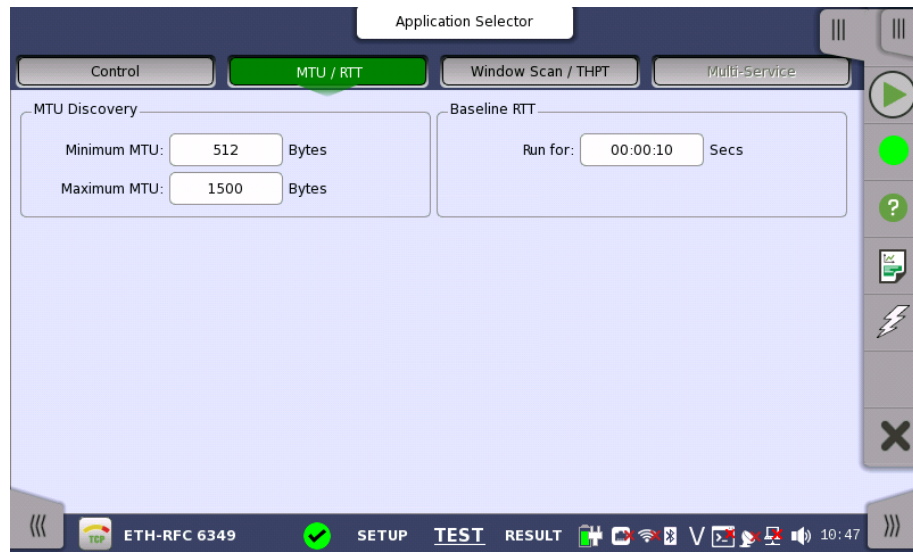 Application Selector
Control MTU / RTT Window Scan / THPT Multi-Service
MTU Discovery Baseline RTT
Minimum MTU: 512 Bytes Run for: 00:00:10 Secs
Maximum MTU: 1500 Bytes
TCP ETH-RFC 6349 SETUP TEST RESULT V 10:47